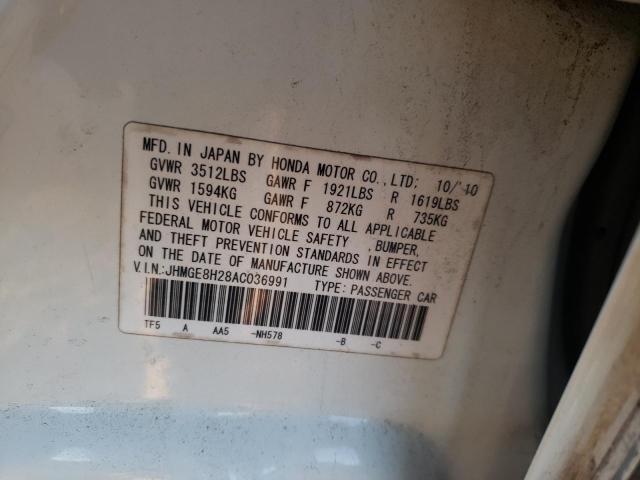 MFD. IN JAPAN BY HONDA MOTOR CO., LTD: 10/'10
GVWR 3512LBS GAWR F 1921LBS R 1619LBS
GVWR 1594KG GAWR F 872KG R 735KG
THIS VEHICLE CONFORMS TO ALL APPLICABLE
FEDERAL MOTOR VEHICLE SAFETY , BUMPER,
AND THEFT PREVENTION STANDARDS IN EFFECT
ON THE DATE OF MANUFACTURE SHOWN ABOVE.
V.I.N.:JHMGE8H28AC036991 TYPE: PASSENGER CAR
TF5 A AA5 -NH578 -B -C